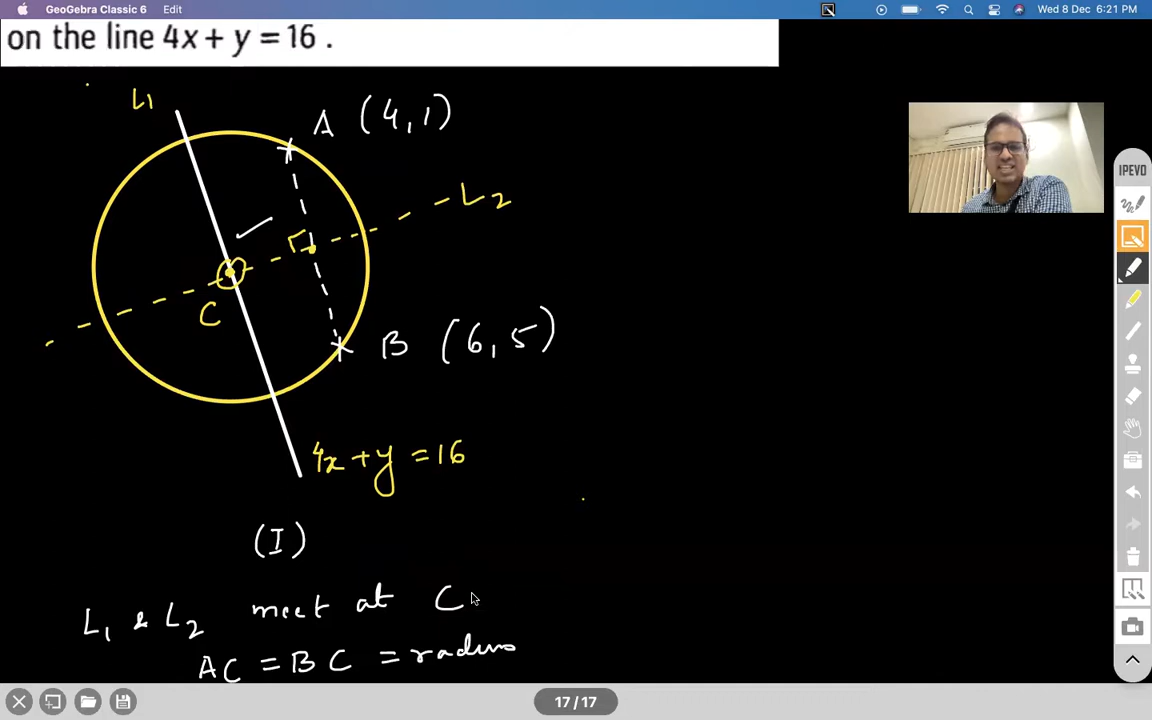 GeoGebra Classic 6 Edit Wed 8 Dec 6:21 PM
on the line 4x + y = 16 .
L1
A (4,1)
IPEVO
L2
C
B (6,5)
4x + y = 16
(I)
L1 & L2 meet at C
AC = BC = radius
17 / 17